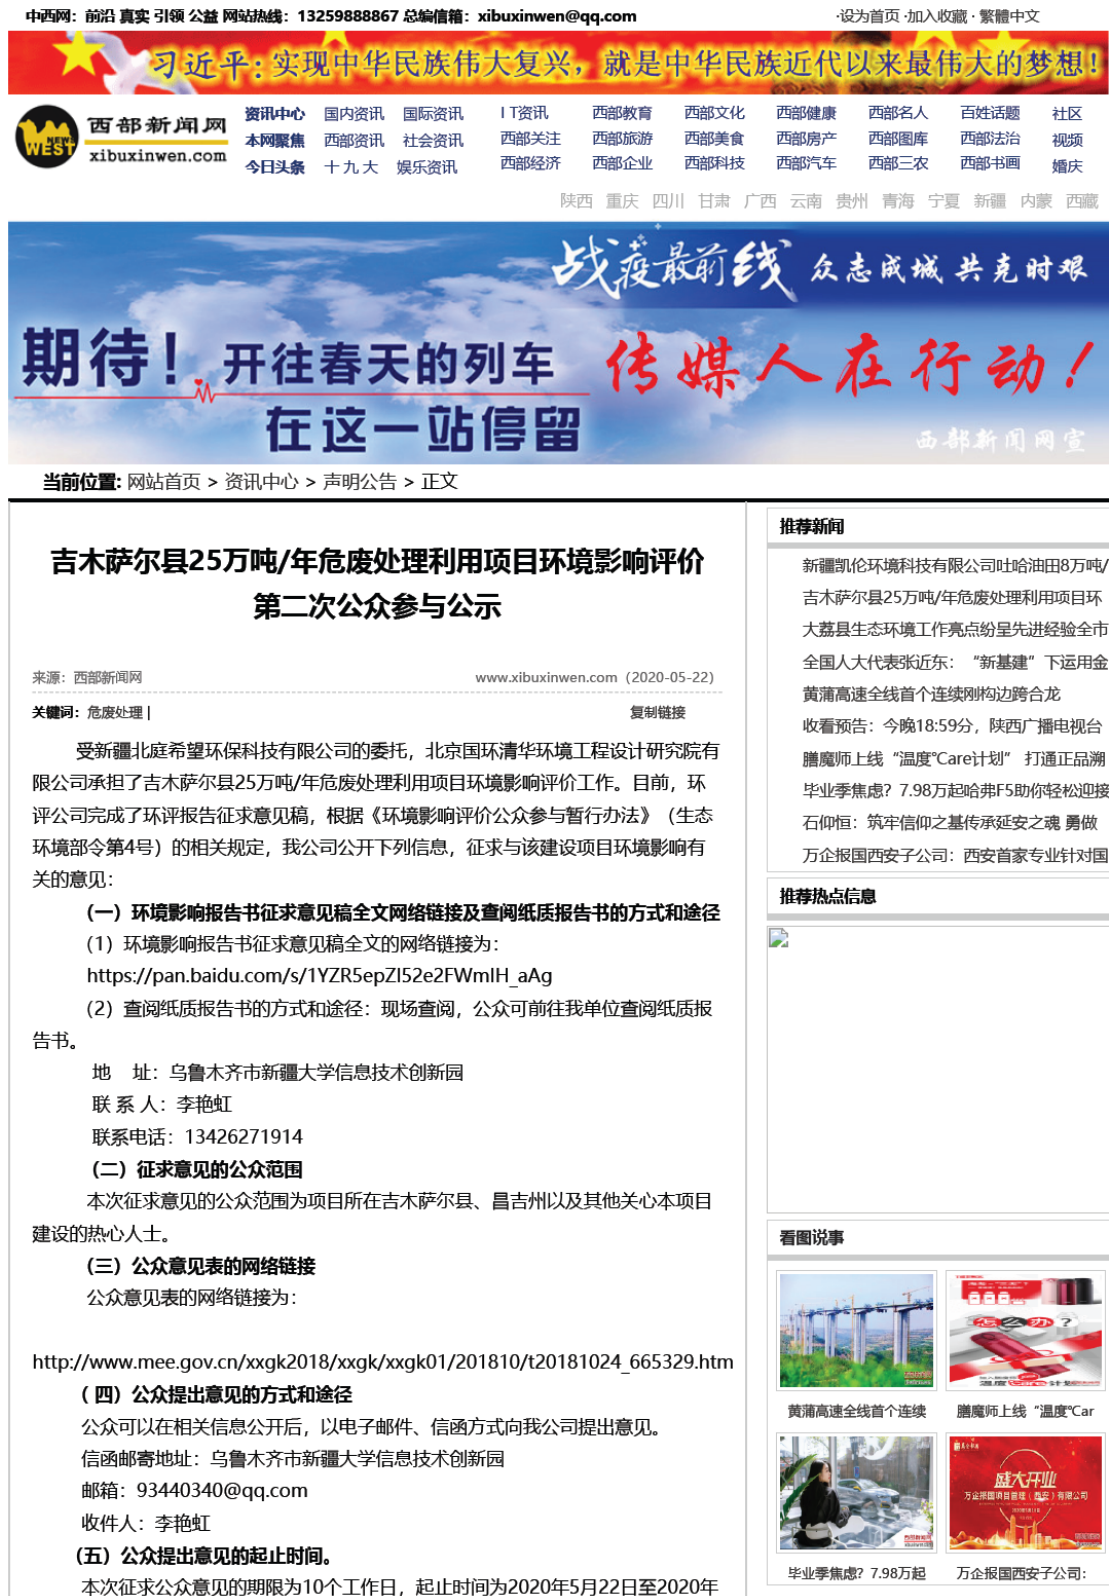 中西网：前沿 真实 引领 公益 网站热线：13259888867 总编信箱：xibuxinwen@qq.com
·设为首页 ·加入收藏 · 繁體中文
习近平：实现中华民族伟大复兴，就是中华民族近代以来最伟大的梦想！
NEW WEST
西部新闻网
xibuxinwen.com
资讯中心 国内资讯 国际资讯 I T资讯 西部教育 西部文化 西部健康 西部名人 百姓话题 社区
本网聚焦 西部资讯 社会资讯 西部关注 西部旅游 西部美食 西部房产 西部图库 西部法治 视频
今日头条 十 九 大 娱乐资讯 西部经济 西部企业 西部科技 西部汽车 西部三农 西部书画 婚庆
陕西 重庆 四川 甘肃 广西 云南 贵州 青海 宁夏 新疆 内蒙 西藏
战疫最前线 众志成城 共克时艰
期待！开往春天的列车
在这一站停留
传媒人在行动！
西部新闻网宣
当前位置: 网站首页 > 资讯中心 > 声明公告 > 正文
吉木萨尔县25万吨/年危废处理利用项目环境影响评价
第二次公众参与公示
来源：西部新闻网
www.xibuxinwen.com（2020-05-22）
关键词：危废处理 |
复制链接
受新疆北庭希望环保科技有限公司的委托，北京国环清华环境工程设计研究院有
限公司承担了吉木萨尔县25万吨/年危废处理利用项目环境影响评价工作。目前，环
评公司完成了环评报告征求意见稿，根据《环境影响评价公众参与暂行办法》（生态
环境部令第4号）的相关规定，我公司公开下列信息，征求与该建设项目环境影响有
关的意见：
（一）环境影响报告书征求意见稿全文网络链接及查阅纸质报告书的方式和途径
（1）环境影响报告书征求意见稿全文的网络链接为：
https://pan.baidu.com/s/1YZR5epZl52e2FWmlH_aAg
（2）查阅纸质报告书的方式和途径：现场查阅，公众可前往我单位查阅纸质报
告书。
地 址：乌鲁木齐市新疆大学信息技术创新园
联 系 人：李艳虹
联系电话：13426271914
（二）征求意见的公众范围
本次征求意见的公众范围为项目所在吉木萨尔县、昌吉州以及其他关心本项目
建设的热心人士。
（三）公众意见表的网络链接
公众意见表的网络链接为：
http://www.mee.gov.cn/xxgk2018/xxgk/xxgk01/201810/t20181024_665329.htm
（ 四）公众提出意见的方式和途径
公众可以在相关信息公开后，以电子邮件、信函方式向我公司提出意见。
信函邮寄地址：乌鲁木齐市新疆大学信息技术创新园
邮箱：93440340@qq.com
收件人：李艳虹
（五）公众提出意见的起止时间。
本次征求公众意见的期限为10个工作日，起止时间为2020年5月22日至2020年
推荐新闻
新疆凯伦环境科技有限公司吐哈油田8万吨/
吉木萨尔县25万吨/年危废处理利用项目环
大荔县生态环境工作亮点纷呈先进经验全市
全国人大代表张近东：“新基建”下运用金
黄蒲高速全线首个连续刚构边跨合龙
收看预告：今晚18:59分，陕西广播电视台
膳魔师上线“温度℃are计划” 打通正品溯
毕业季焦虑？7.98万起哈弗F5助你轻松迎接
石仰恒：筑牢信仰之基传承延安之魂 勇做
万企报国西安子公司：西安首家专业针对国
推荐热点信息
看图说事
怎么办?
黄蒲高速全线首个连续
膳魔师上线“温度℃ar
盛大开业
万企报国项目管理（西安）有限公司
毕业季焦虑？7.98万起
万企报国西安子公司：